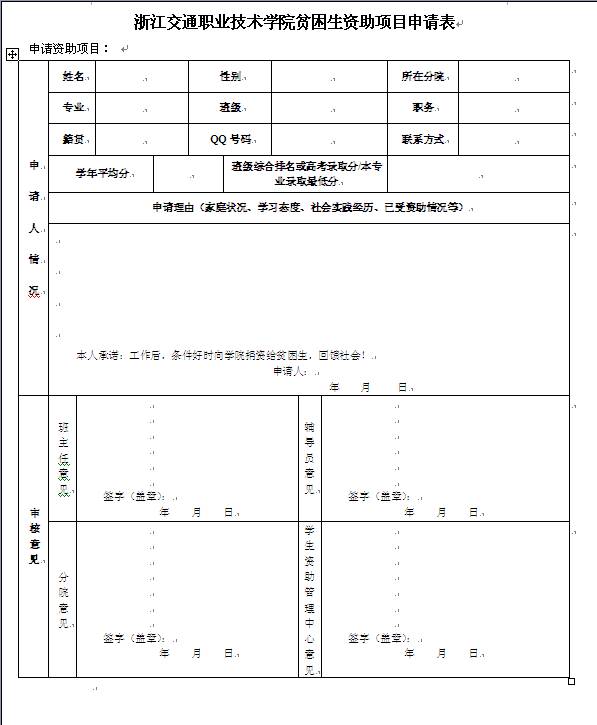 浙江交通职业技术学院贫困生资助项目申请表
申请资助项目：
申请人情况
姓名
性别
所在分院
专业
班级
职务
籍贯
QQ 号码
联系方式
学年平均分
班级综合排名或高考录取分/本专
业录取最低分
申请理由（家庭状况、学习态度、社会实践经历、已受资助情况等）
本人承诺：工作后，条件好时向学院捐资给贫困生，回馈社会！
申请人：
年 月 日
审核意见
班主任意见
签字（盖章）：
年 月 日
辅导员意见
签字（盖章）：
年 月 日
分院意见
签字（盖章）：
年 月 日
学生资助管理中心意见
签字（盖章）：
年 月 日